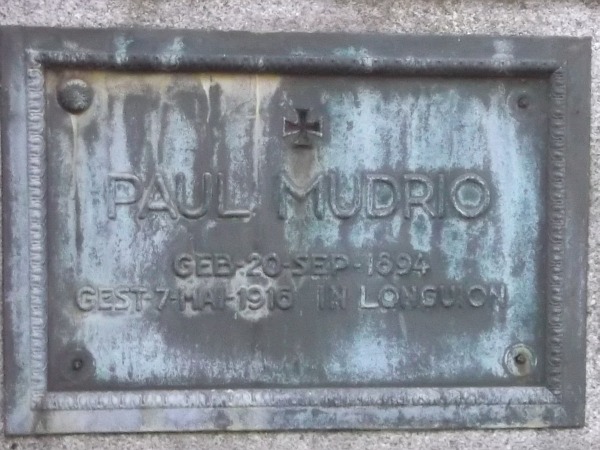 PAUL MUDRIO
GEB·20·SEP·1894
GEST·7·MAI·1916 IN LONGUION